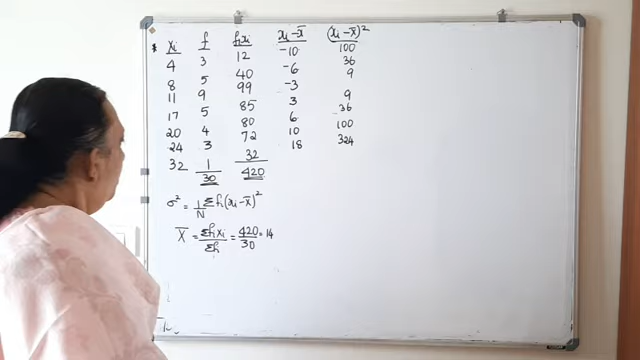 * xi f fixi xi - x̄ (xi - x̄)²
4 3 12 -10 100
8 5 40 -6 36
11 9 99 -3 9
17 5 85 3 9
20 4 80 6 36
24 3 72 10 100
32 1 32 18 324
30 420
σ² = 1/N Σfi(xi - x̄)²
X̄ = Σfixi/Σfi = 420/30 = 14